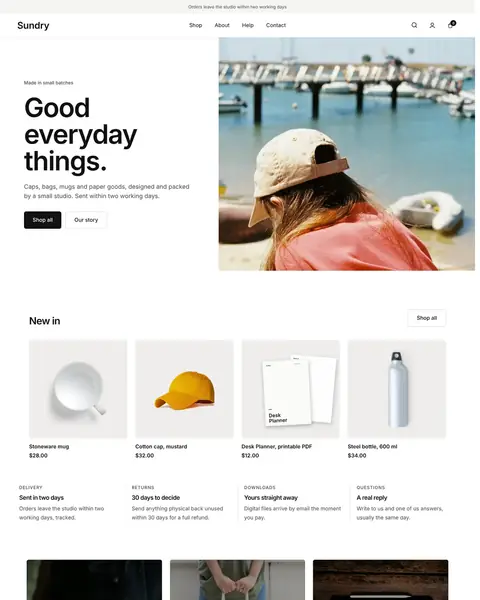 Orders leave the studio within two working days
Sundry
Shop About Help Contact
0
Made in small batches
Good
everyday
things.
Caps, bags, mugs and paper goods, designed and packed
by a small studio. Sent within two working days.
Shop all Our story
New in
Shop all
Desk
Planner
Stoneware mug
$28.00
Cotton cap, mustard
$32.00
Desk Planner, printable PDF
$12.00
Steel bottle, 600 ml
$34.00
DELIVERY
Sent in two days
Orders leave the studio within two
working days, tracked.
RETURNS
30 days to decide
Send anything physical back unused
within 30 days for a full refund.
DOWNLOADS
Yours straight away
Digital files arrive by email the moment
you pay.
QUESTIONS
A real reply
Write to us and one of us answers,
usually the same day.